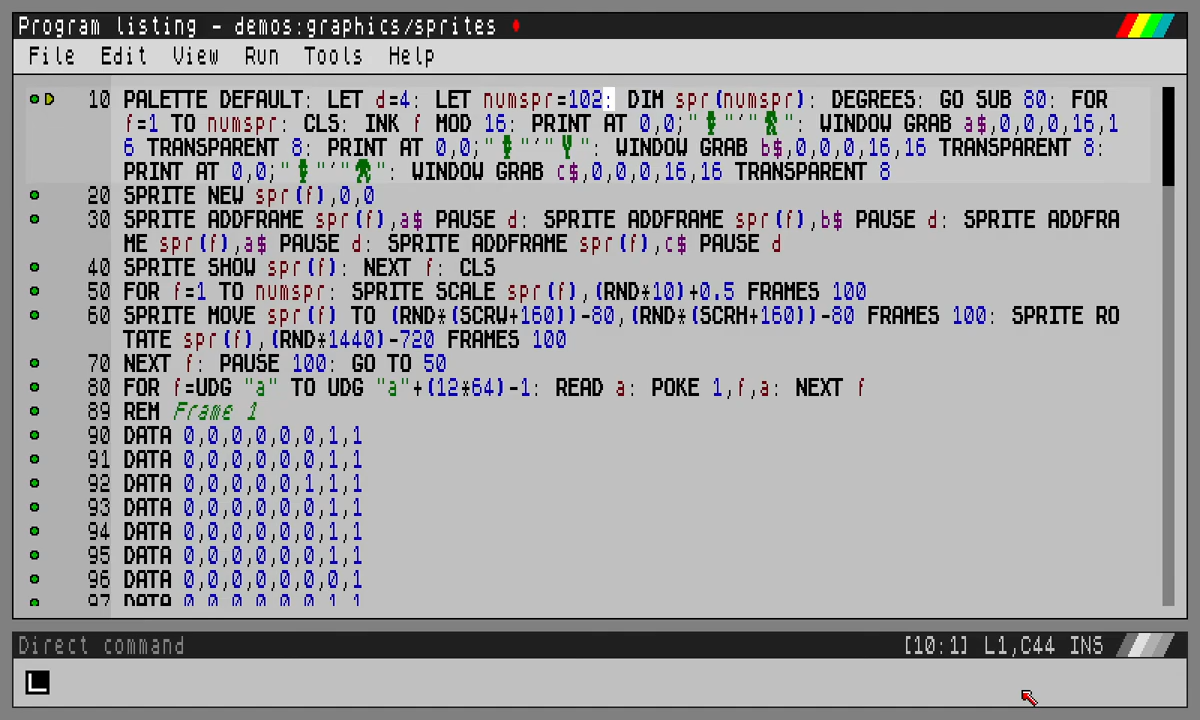 Program listing - demos:graphics/sprites
File Edit View Run Tools Help
10 PALETTE DEFAULT: LET d=4: LET numspr=102: DIM spr(numspr): DEGREES: GO SUB 80: FOR
f=1 TO numspr: CLS: INK f MOD 16: PRINT AT 0,0;" "'" ": WINDOW GRAB a$,0,0,0,16,1
6 TRANSPARENT 8: PRINT AT 0,0;" "'" ": WINDOW GRAB b$,0,0,0,16,16 TRANSPARENT 8:
PRINT AT 0,0;" "'" ": WINDOW GRAB c$,0,0,0,16,16 TRANSPARENT 8
20 SPRITE NEW spr(f),0,0
30 SPRITE ADDFRAME spr(f),a$ PAUSE d: SPRITE ADDFRAME spr(f),b$ PAUSE d: SPRITE ADDFRA
ME spr(f),a$ PAUSE d: SPRITE ADDFRAME spr(f),c$ PAUSE d
40 SPRITE SHOW spr(f): NEXT f: CLS
50 FOR f=1 TO numspr: SPRITE SCALE spr(f),(RND*10)+0.5 FRAMES 100
60 SPRITE MOVE spr(f) TO (RND*(SCRW+160))-80,(RND*(SCRH+160))-80 FRAMES 100: SPRITE RO
TATE spr(f),(RND*1440)-720 FRAMES 100
70 NEXT f: PAUSE 100: GO TO 50
80 FOR f=UDG "a" TO UDG "a"+(12*64)-1: READ a: POKE 1,f,a: NEXT f
89 REM Frame 1
90 DATA 0,0,0,0,0,0,1,1
91 DATA 0,0,0,0,0,0,1,1
92 DATA 0,0,0,0,0,1,1,1
93 DATA 0,0,0,0,0,0,1,1
94 DATA 0,0,0,0,0,0,1,1
95 DATA 0,0,0,0,0,0,1,1
96 DATA 0,0,0,0,0,0,0,1
97 DATA 0,0,0,0,0,0,1,1
Direct command [10:1] L1,C44 INS
L